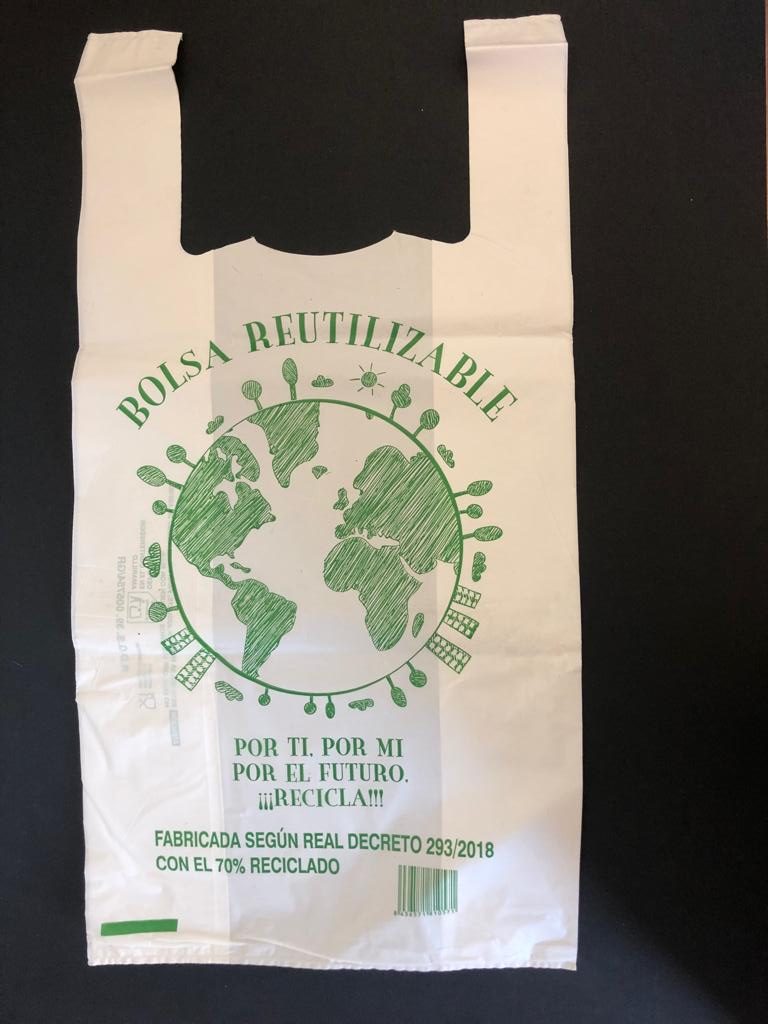 BOLSA REUTILIZABLE
POR TI, POR MI
POR EL FUTURO.
¡¡¡RECICLA!!!
FABRICADA SEGÚN REAL DECRETO 293/2018
CON EL 70% RECICLADO